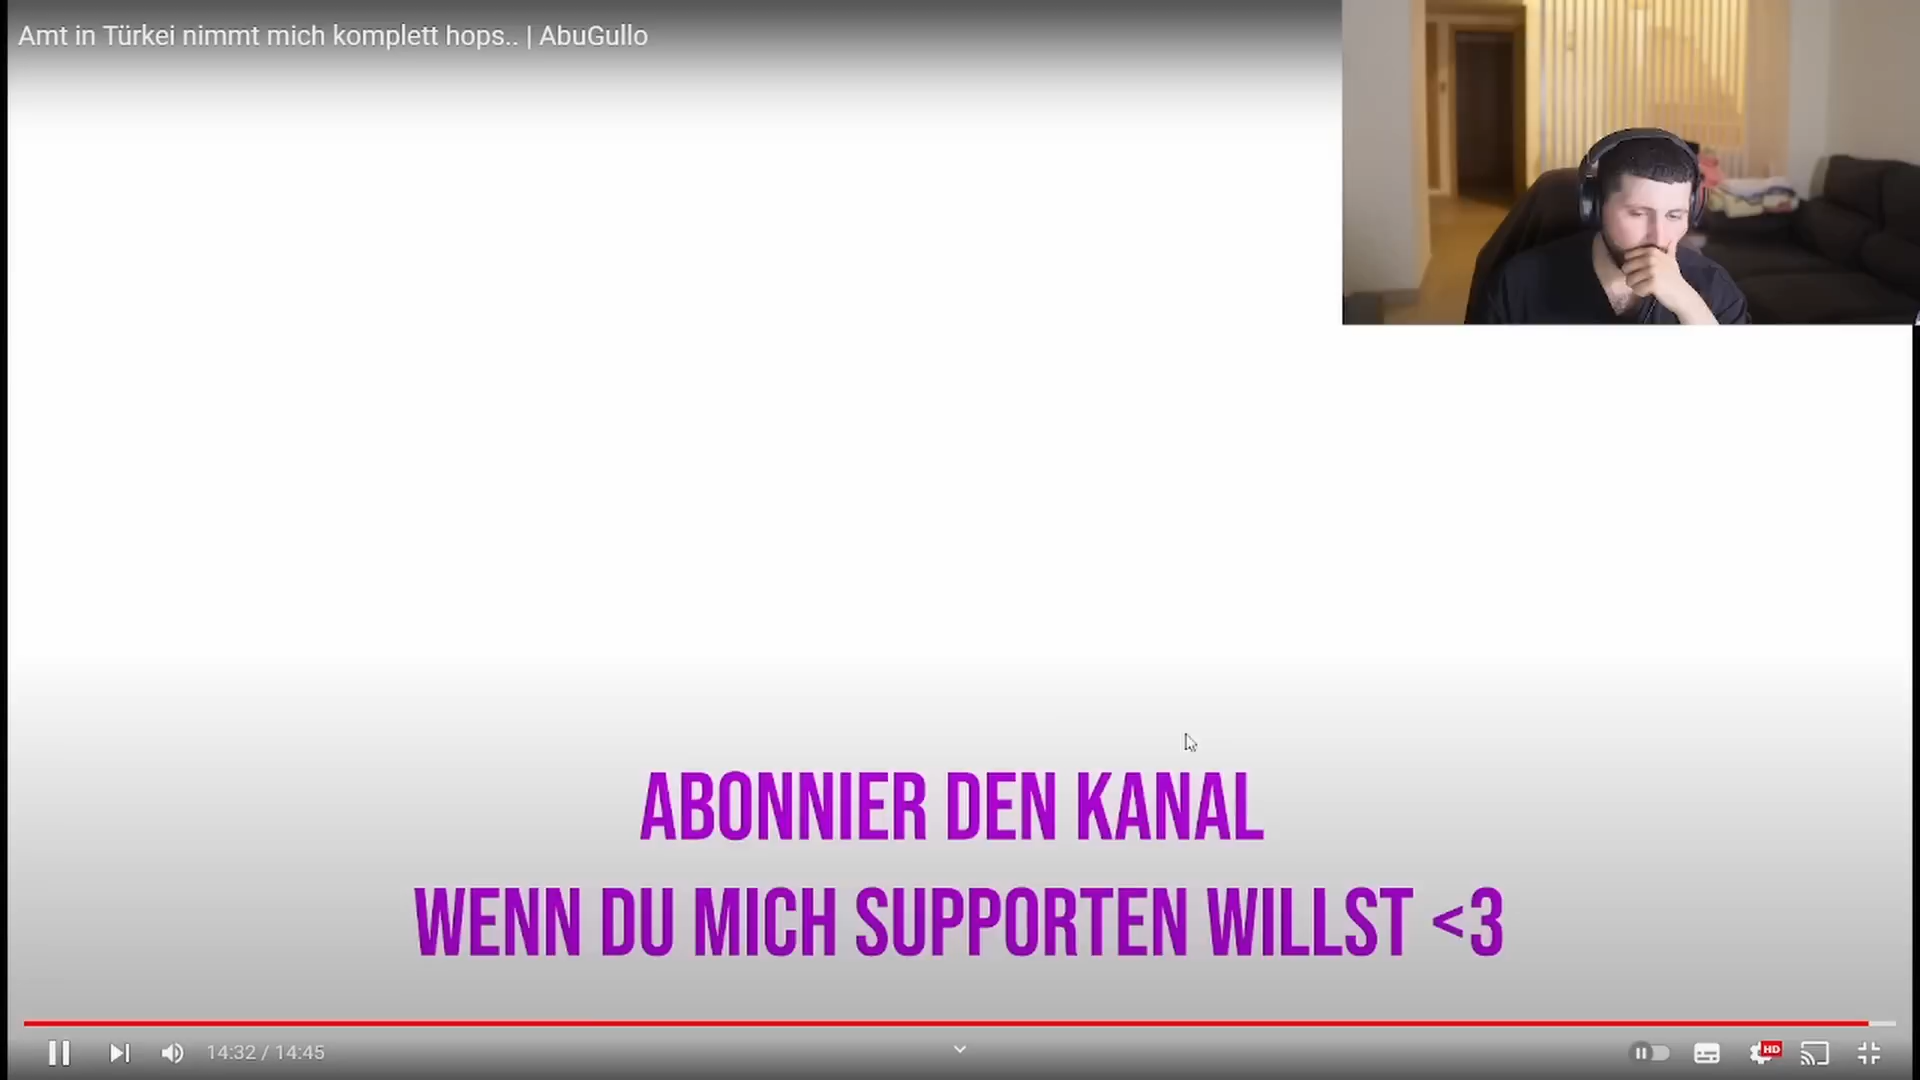 Amt in Türkei nimmt mich komplett hops.. | AbuGullo
ABONNIER DEN KANAL
WENN DU MICH SUPPORTEN WILLST <3
14:32 / 14:45
HD